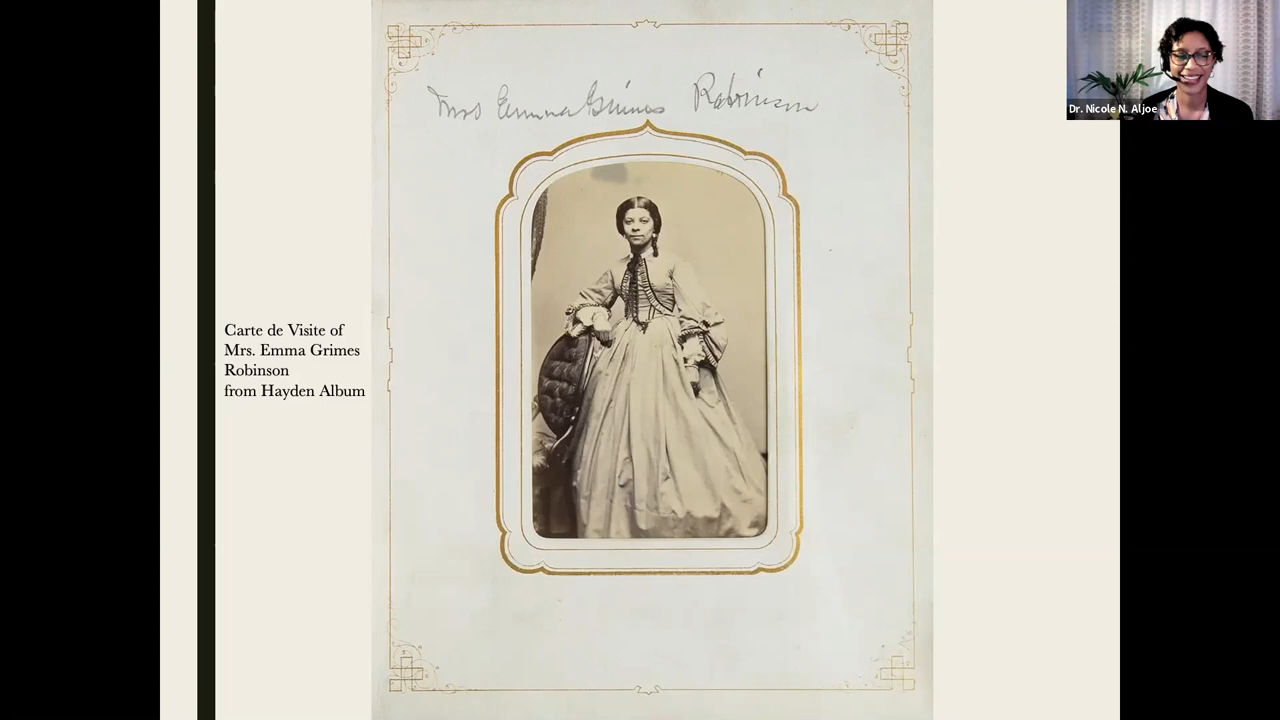 Mrs Emma Grimes Robinson
Carte de Visite of
Mrs. Emma Grimes
Robinson
from Hayden Album
Dr. Nicole N. Aljoe